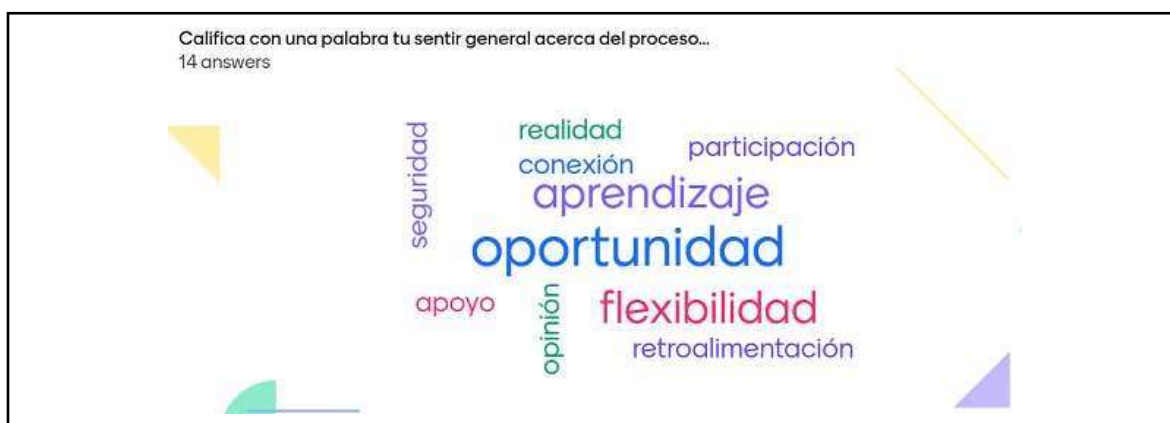 Califica con una palabra tu sentir general acerca del proceso...
14 answers
seguridad
realidad
conexión
participación
aprendizaje
oportunidad
apoyo
opinión
flexibilidad
retroalimentación